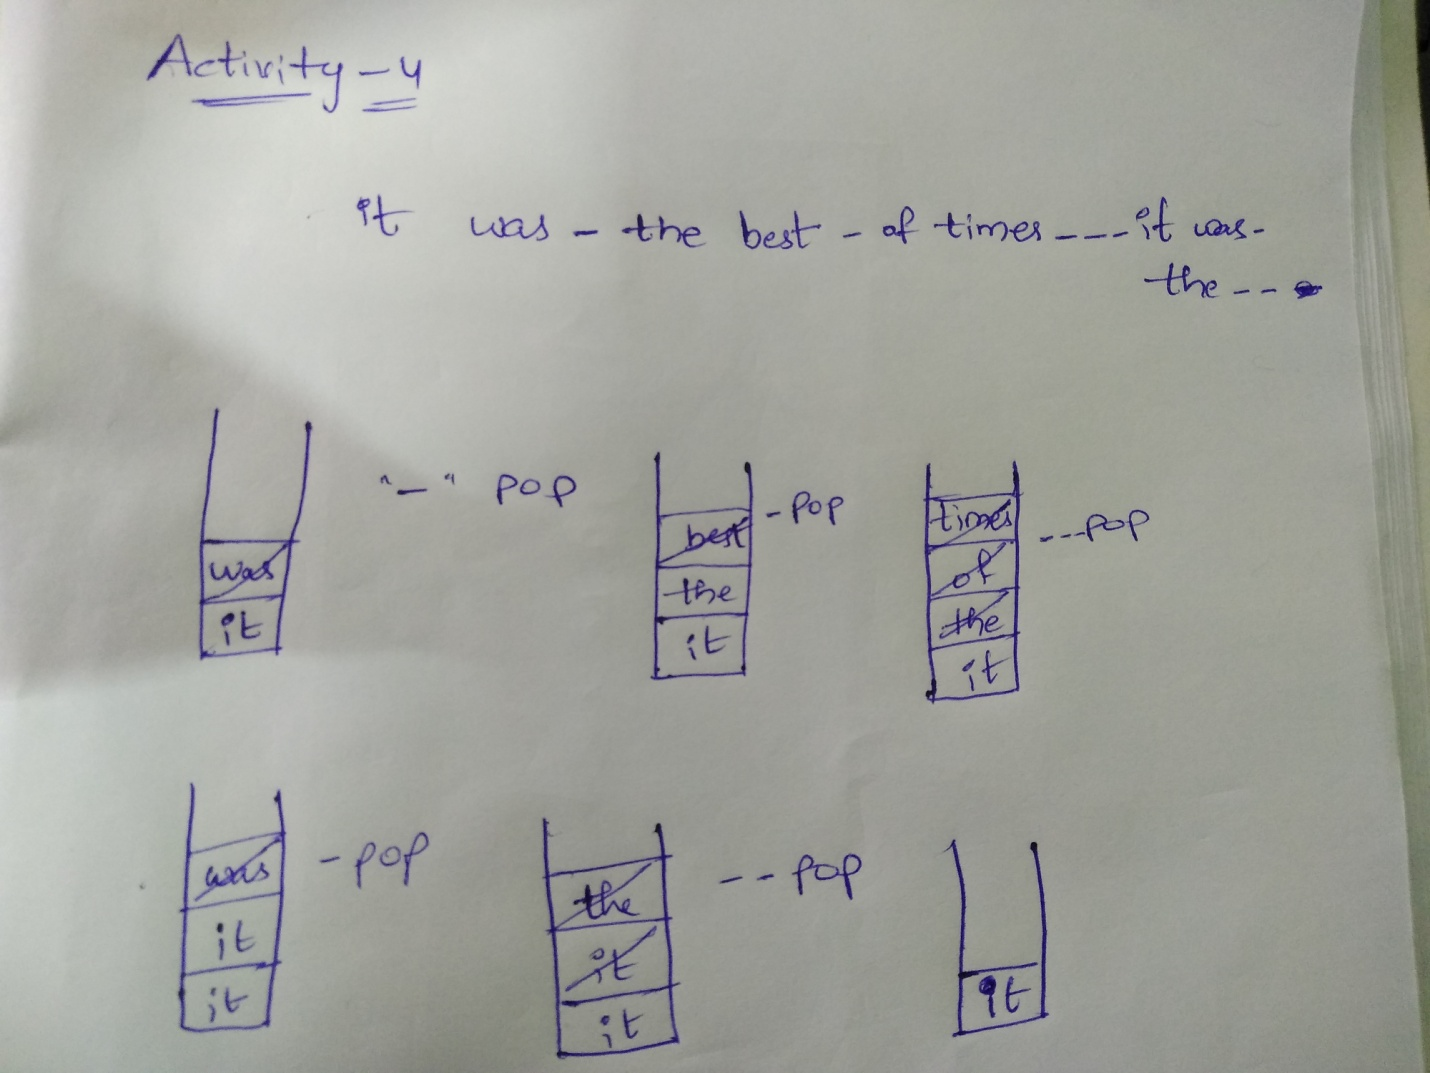 Activity - 4
it was - the best - of times - - - it was -
the - -
"-" pop
was
it
- pop
best
the
it
- - - pop
times
of
the
it
- pop
was
it
it
- - pop
the
it
it
it